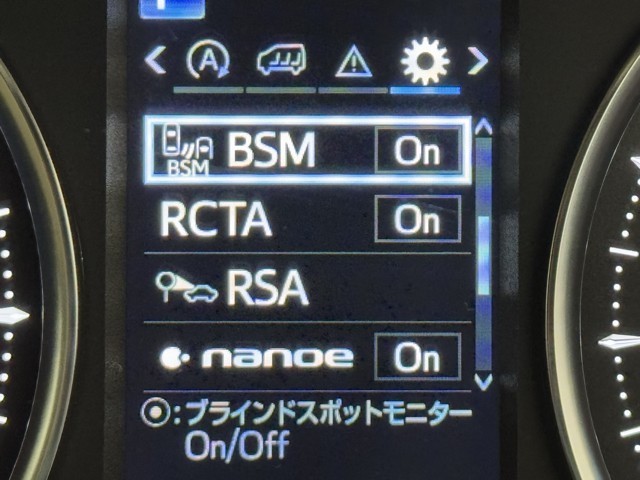 A
BSM BSM On
RCTA On
RSA
nanoe On
:ブラインドスポットモニター
On/Off